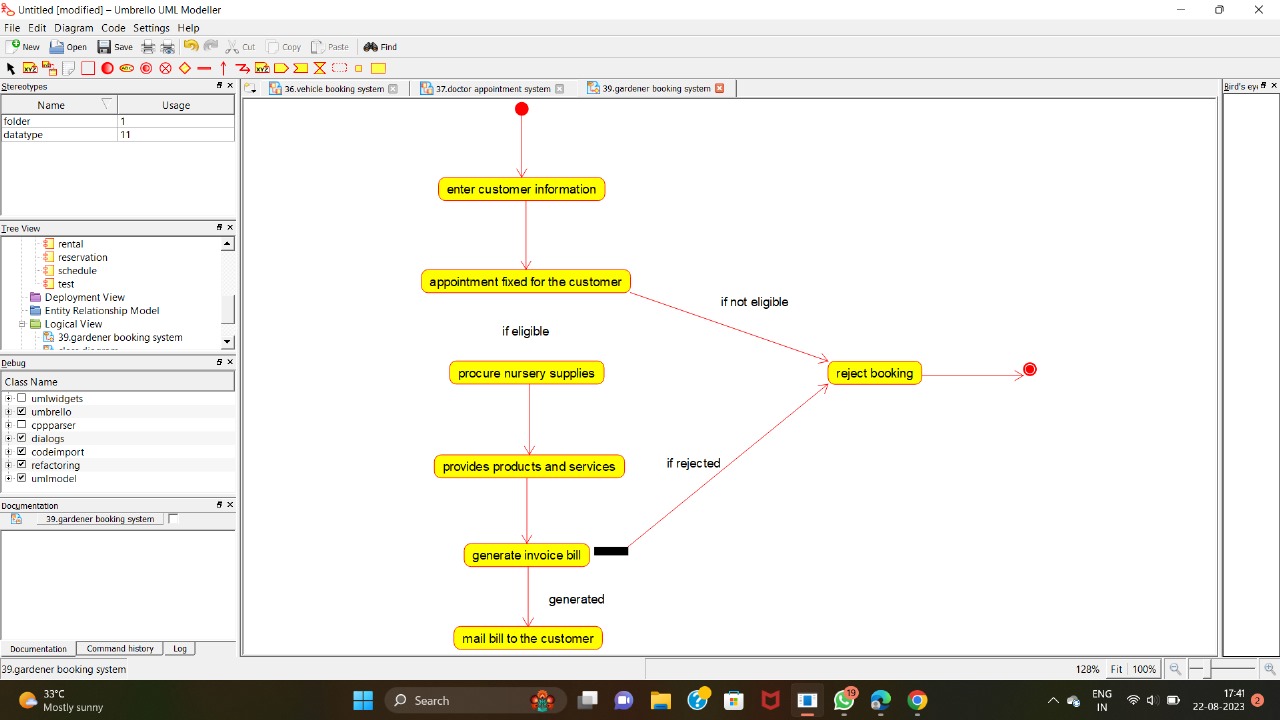 Untitled [modified] – Umbrello UML Modeller
File Edit Diagram Code Settings Help
New Open Save Cut Copy Paste Find
Stereotypes
36.vehicle booking system 37.doctor appointment system 39.gardener booking system
Bird's ey
Name Usage
folder 1
datatype 11
Tree View
rental
reservation
schedule
test
Deployment View
Entity Relationship Model
Logical View
39.gardener booking system
Debug
Class Name
umlwidgets
umbrello
cppparser
dialogs
codeimport
refactoring
umlmodel
Documentation
39.gardener booking system
Documentation Command history Log
enter customer information
appointment fixed for the customer
if not eligible
if eligible
procure nursery supplies
reject booking
provides products and services
if rejected
generate invoice bill
generated
mail bill to the customer
39.gardener booking system
128% Fit 100%
33°C
Mostly sunny
Search
19
ENG
IN
17:41
22-08-2023
2